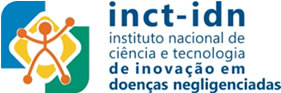 inct-idn
instituto nacional de
ciência e tecnologia
de inovação em
doenças negligenciadas